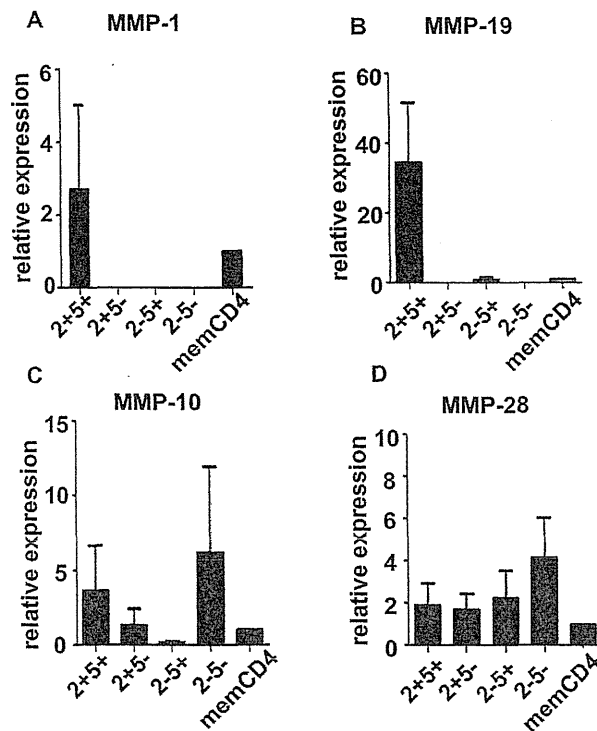 A
MMP-1
relative expression
6
4
2
0
2+5+
2+5-
2-5+
2-5-
memCD4
B
MMP-19
relative expression
60
40
20
0
2+5+
2+5-
2-5+
2-5-
memCD4
C
MMP-10
relative expression
15
10
5
0
2+5+
2+5-
2-5+
2-5-
memCD4
D
MMP-28
relative expression
10
8
6
4
2
0
2+5+
2+5-
2-5+
2-5-
memCD4